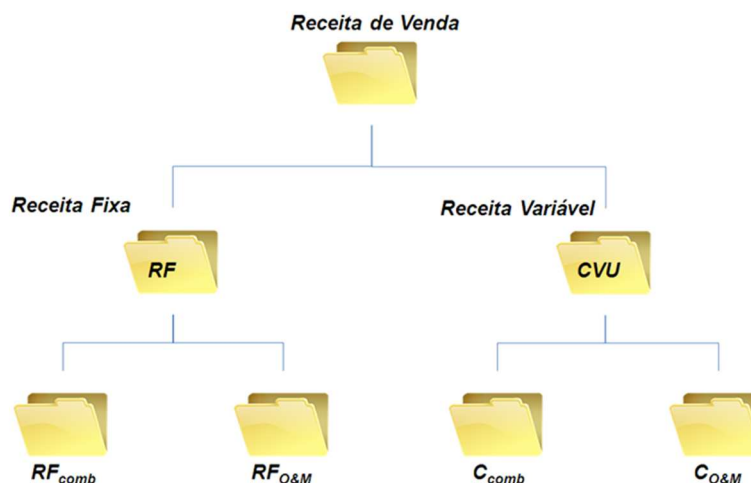 Receita de Venda
Receita Fixa
Receita Variável
RF
CVU
RFcomb
RFO&M
Ccomb
CO&M